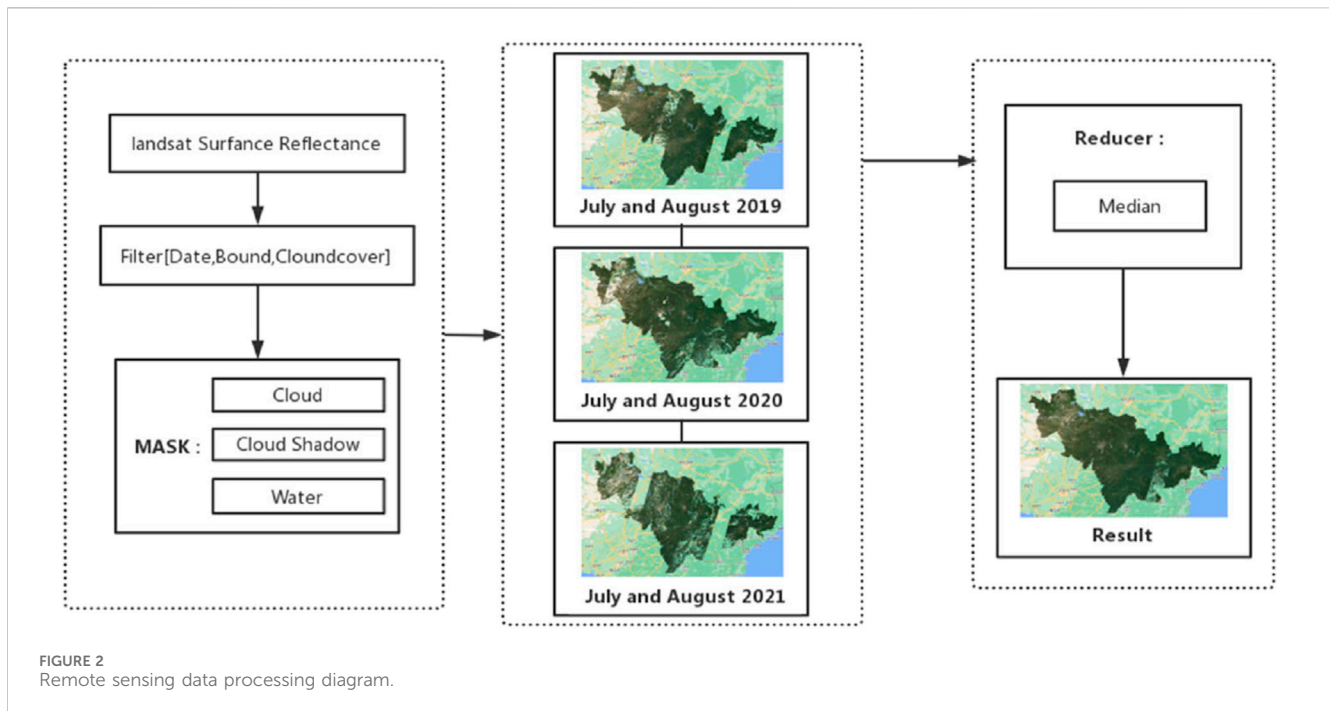 landsat Surfance Reflectance
Filter[Date,Bound,Cloundcover]
MASK :
Cloud
Cloud Shadow
Water
July and August 2019
July and August 2020
July and August 2021
Reducer :
Median
Result
FIGURE 2
Remote sensing data processing diagram.